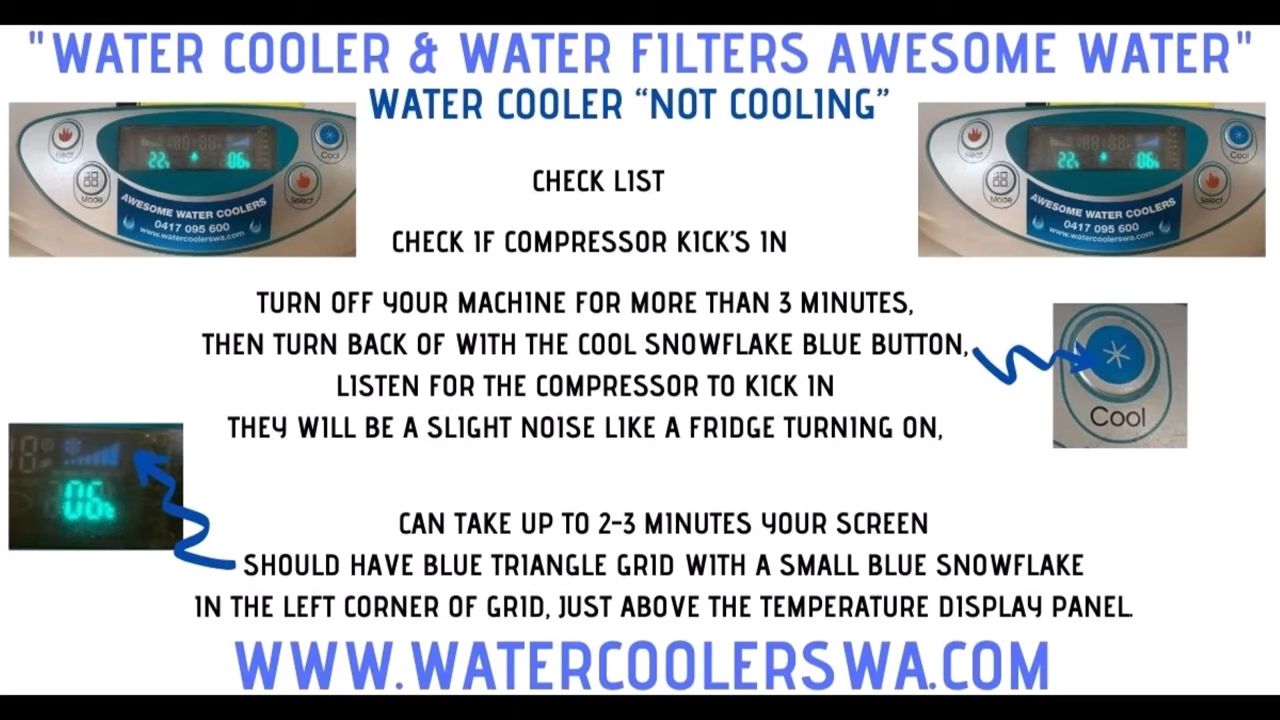 "WATER COOLER & WATER FILTERS AWESOME WATER"
WATER COOLER “NOT COOLING”
Heat
Cool
22
06
Mode
Select
AWESOME WATER COOLERS
0417 095 600
www.watercoolerswa.com
Heat
Cool
22
06
Mode
Select
AWESOME WATER COOLERS
0417 095 600
www.watercoolerswa.com
CHECK LIST
CHECK IF COMPRESSOR KICK'S IN
TURN OFF YOUR MACHINE FOR MORE THAN 3 MINUTES,
THEN TURN BACK OF WITH THE COOL SNOWFLAKE BLUE BUTTON,
LISTEN FOR THE COMPRESSOR TO KICK IN
THEY WILL BE A SLIGHT NOISE LIKE A FRIDGE TURNING ON,
Cool
06
CAN TAKE UP TO 2-3 MINUTES YOUR SCREEN
SHOULD HAVE BLUE TRIANGLE GRID WITH A SMALL BLUE SNOWFLAKE
IN THE LEFT CORNER OF GRID, JUST ABOVE THE TEMPERATURE DISPLAY PANEL.
WWW.WATERCOOLERSWA.COM